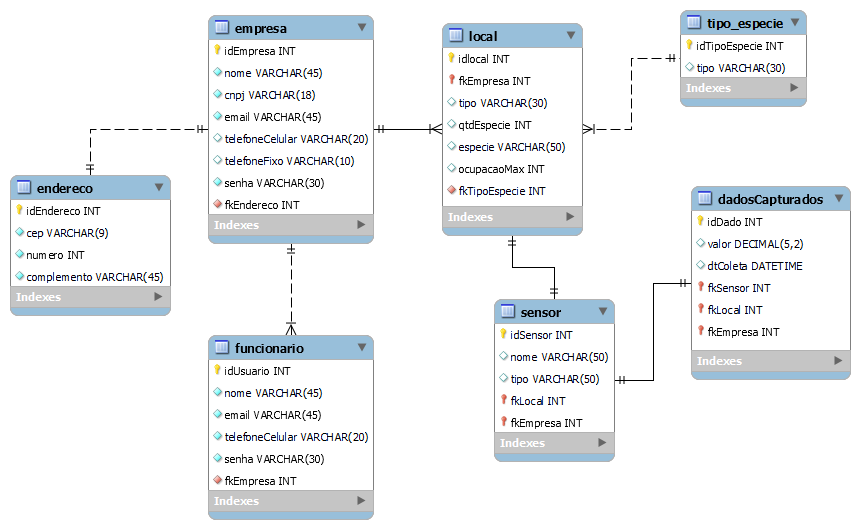 empresa
idEmpresa INT
nome VARCHAR(45)
cnpj VARCHAR(18)
email VARCHAR(45)
telefoneCelular VARCHAR(20)
telefoneFixo VARCHAR(10)
senha VARCHAR(30)
fkEndereco INT
Indexes
local
idlocal INT
fkEmpresa INT
tipo VARCHAR(30)
qtdEspecie INT
especie VARCHAR(50)
ocupacaoMax INT
fkTipoEspecie INT
Indexes
tipo_especie
idTipoEspecie INT
tipo VARCHAR(30)
Indexes
endereco
idEndereco INT
cep VARCHAR(9)
numero INT
complemento VARCHAR(45)
Indexes
dadosCapturados
idDado INT
valor DECIMAL(5,2)
dtColeta DATETIME
fkSensor INT
fkLocal INT
fkEmpresa INT
Indexes
sensor
idSensor INT
nome VARCHAR(50)
tipo VARCHAR(50)
fkLocal INT
fkEmpresa INT
Indexes
funcionario
idUsuario INT
nome VARCHAR(45)
email VARCHAR(45)
telefoneCelular VARCHAR(20)
senha VARCHAR(30)
fkEmpresa INT
Indexes